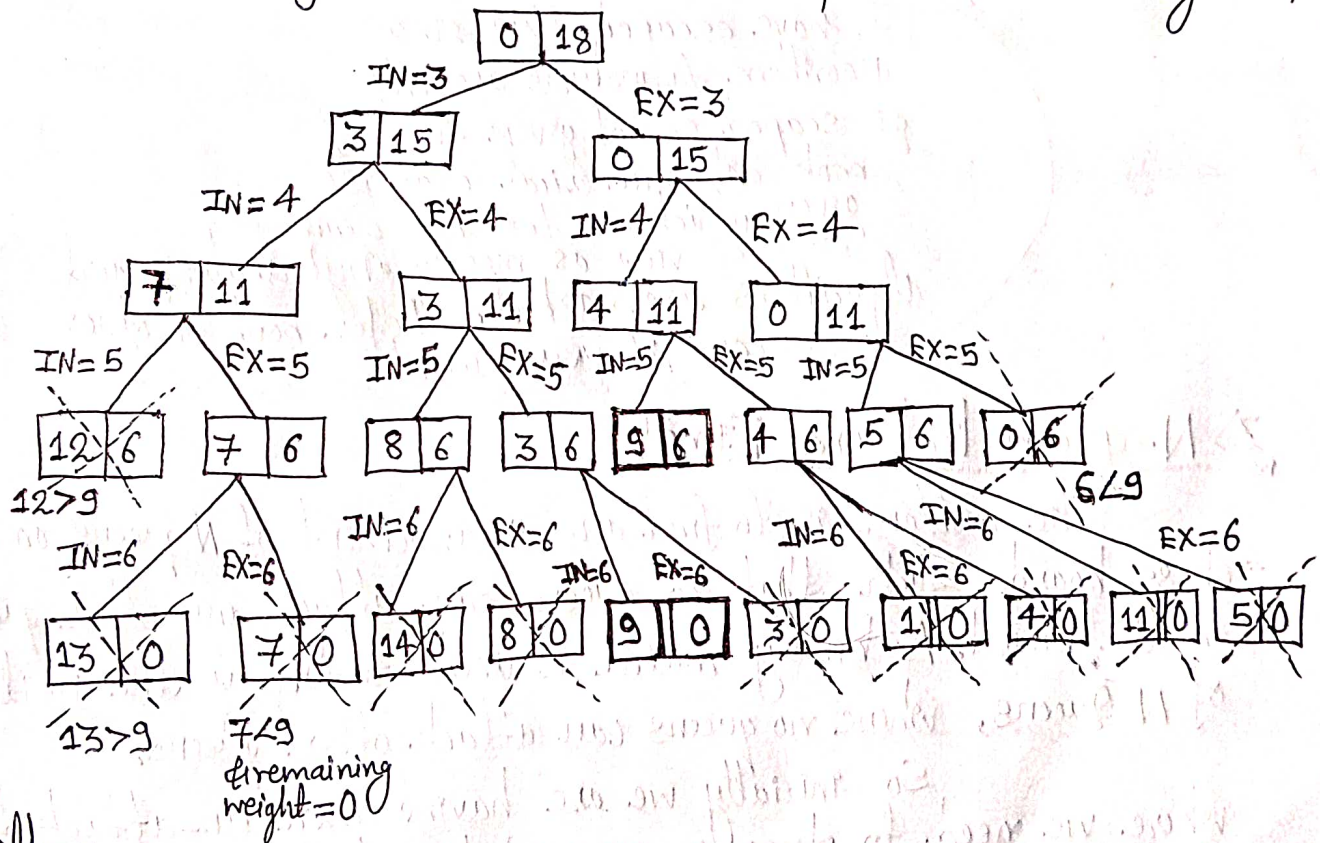 0 18
IN=3
EX=3
3 15
0 15
IN=4
EX=4
IN=4
EX=4
7 11
3 11
4 11
0 11
IN=5
EX=5
IN=5
EX=5
IN=5
EX=5
IN=5
EX=5
12 6
7 6
8 6
3 6
9 6
4 6
5 6
0 6
12>9
6<9
IN=6
EX=6
IN=6
EX=6
IN=6
EX=6
IN=6
EX=6
IN=6
EX=6
13 0
7 0
14 0
8 0
9 0
3 0
1 0
4 0
11 0
5 0
13>9
7<9
&remaining
weight=0